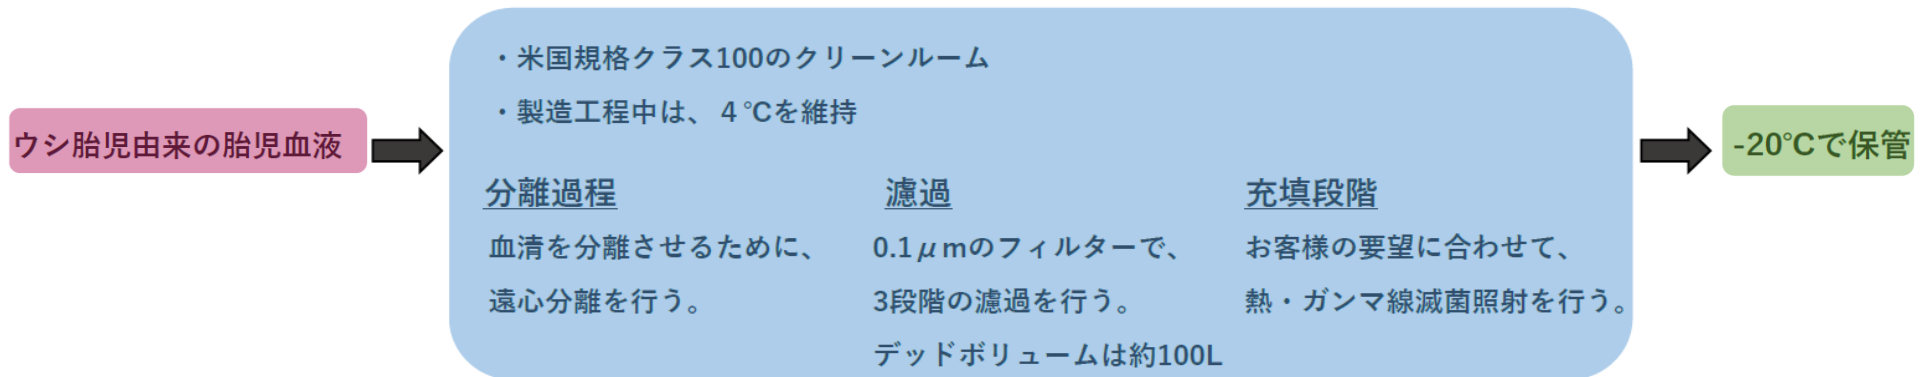 ウシ胎児由来の胎児血液
・米国規格クラス100のクリーンルーム
・製造工程中は、４℃を維持
分離過程
血清を分離させるために、
遠心分離を行う。
濾過
0.1μmのフィルターで、
3段階の濾過を行う。
デッドボリュームは約100L
充填段階
お客様の要望に合わせて、
熱・ガンマ線滅菌照射を行う。
-20℃で保管